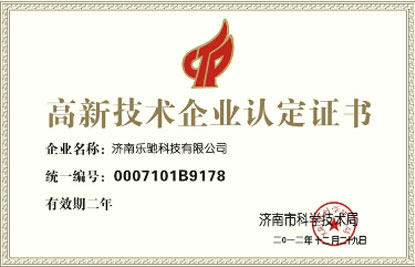 高新技术企业认定证书
企业名称：济南乐驰科技有限公司
统一编号：0007101B9178
有效期二年
济南市科学技术局
二○一二年十二月二十九日